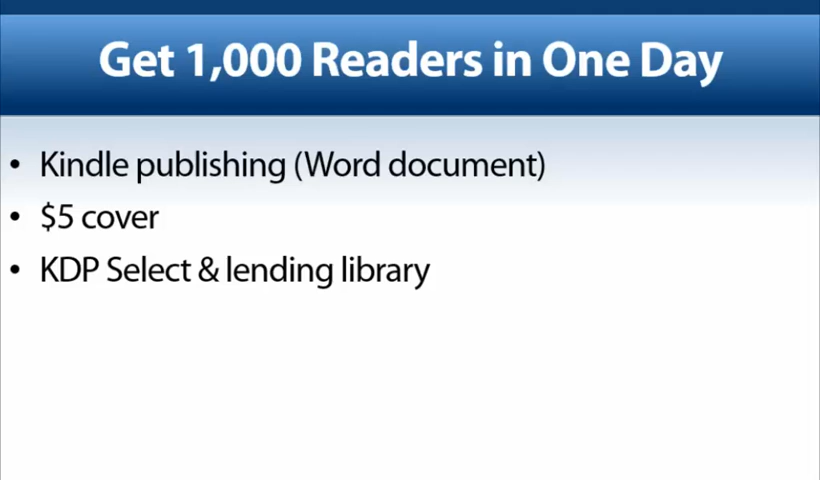 Get 1,000 Readers in One Day
• Kindle publishing (Word document)
• $5 cover
• KDP Select & lending library